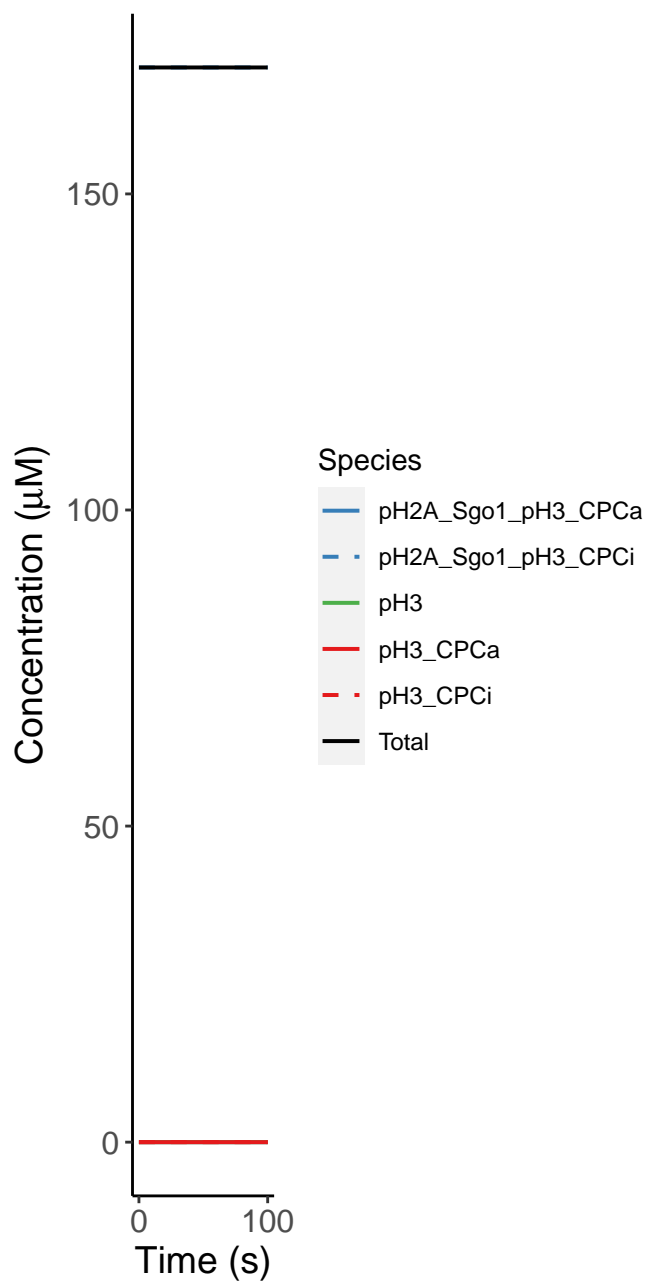 150
100
50
0
Concentration (μM)
0
100
Time (s)
Species
pH2A_Sgo1_pH3_CPCa
pH2A_Sgo1_pH3_CPCi
pH3
pH3_CPCa
pH3_CPCi
Total